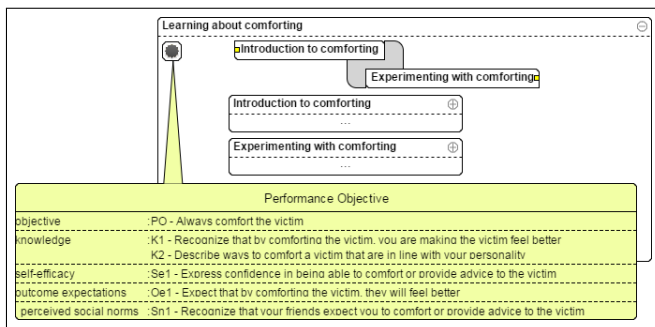 Learning about comforting
Introduction to comforting
Experimenting with comforting
Introduction to comforting
...
Experimenting with comforting
...
Performance Objective
objective :PO - Always comfort the victim
knowledge :K1 - Recognize that by comforting the victim, you are making the victim feel better
K2 - Describe ways to comfort a victim that are in line with your personality
self-efficacy :Se1 - Express confidence in being able to comfort or provide advice to the victim
outcome expectations :Oe1 - Expect that by comforting the victim, they will feel better
perceived social norms :Sn1 - Recognize that your friends expect you to comfort or provide advice to the victim